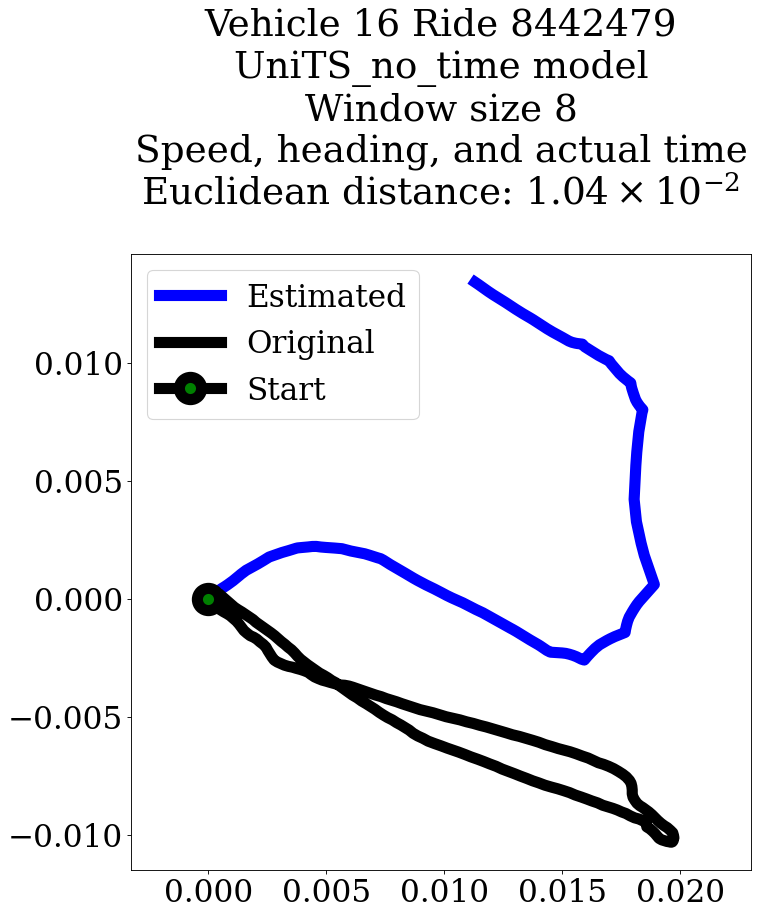 Vehicle 16 Ride 8442479
UniTS_no_time model
Window size 8
Speed, heading, and actual time
Euclidean distance: 1.04 × 10⁻²
Estimated
Original
Start
0.010
0.005
0.000
−0.005
−0.010
0.000 0.005 0.010 0.015 0.020